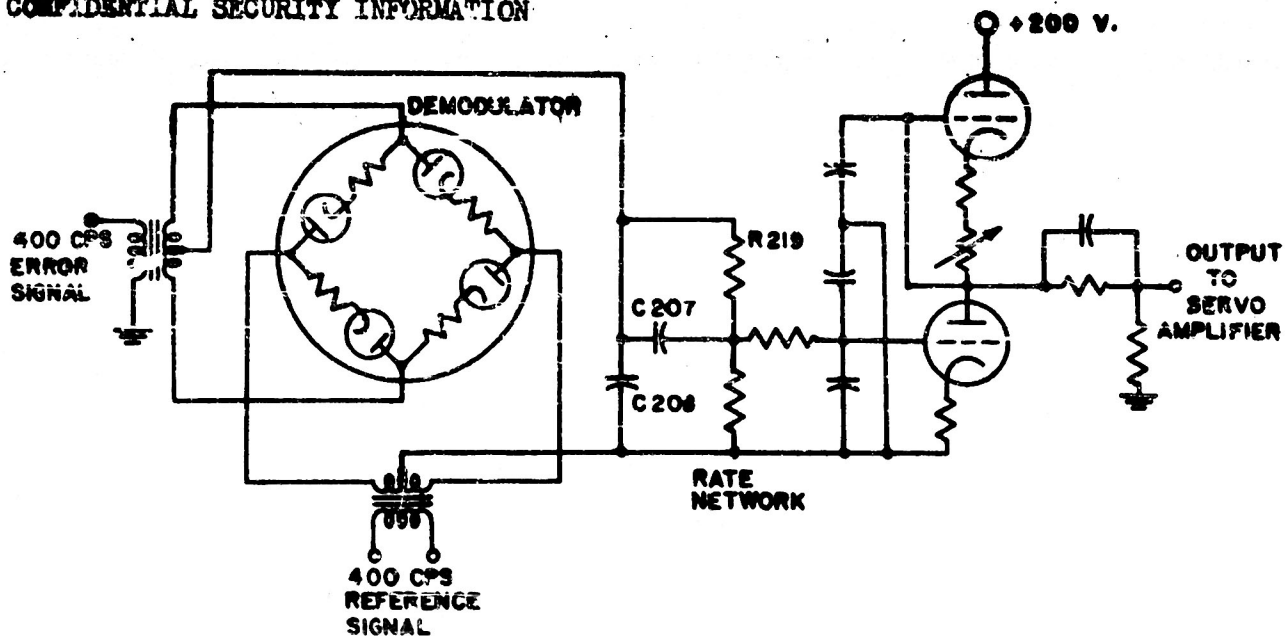 CONFIDENTIAL SECURITY INFORMATION
+200 V.
DEMODULATOR
400 CPS
ERROR
SIGNAL
R219
C207
C208
OUTPUT
TO
SERVO
AMPLIFIER
RATE
NETWORK
400 CPS
REFERENCE
SIGNAL